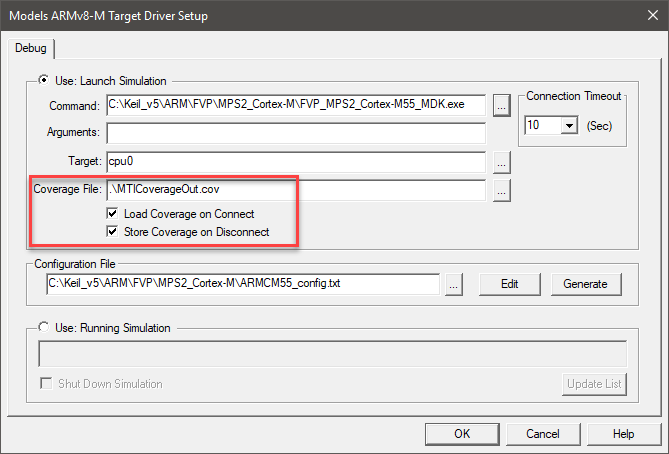 Models ARMv8-M Target Driver Setup
Debug
Use: Launch Simulation
Command: C:\Keil_v5\ARM\FVP\MPS2_Cortex-M\FVP_MPS2_Cortex-M55_MDK.exe ...
Connection Timeout
10 (Sec)
Arguments:
Target: cpu0 ...
Coverage File: .\MTICoverageOut.cov ...
Load Coverage on Connect
Store Coverage on Disconnect
Configuration File
C:\Keil_v5\ARM\FVP\MPS2_Cortex-M\ARMCM55_config.txt ... Edit Generate
Use: Running Simulation
Shut Down Simulation Update List
OK Cancel Help